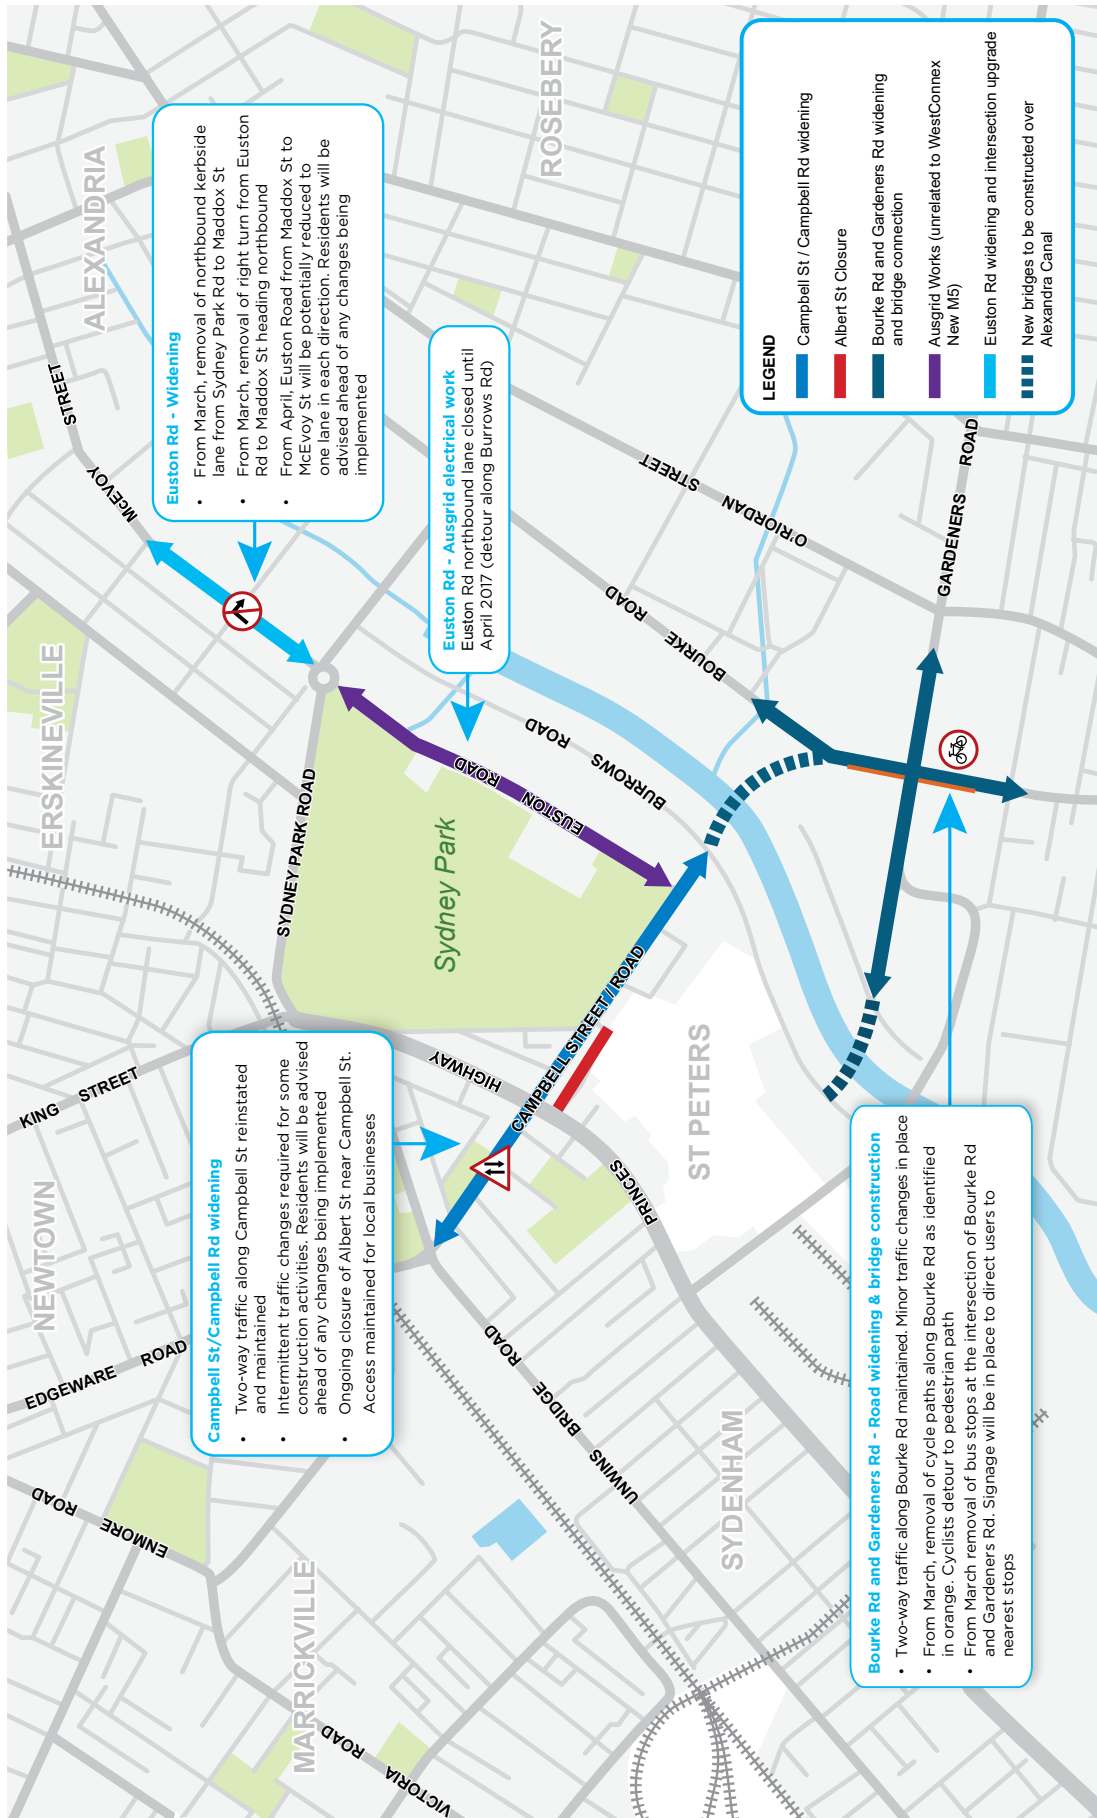 NEWTOWN
ERSKINEVILLE
ALEXANDRIA
ROSEBERY
MARRICKVILLE
SYDENHAM
ST PETERS
Sydney Park
ENMORE ROAD
EDGEWARE ROAD
KING STREET
VICTORIA ROAD
UNWINS BRIDGE ROAD
PRINCES HIGHWAY
SYDNEY PARK ROAD
CAMPBELL STREET / ROAD
EUSTON ROAD
BURROWS ROAD
BOURKE ROAD
O'RIORDAN STREET
GARDENERS ROAD
McEVOY STREET
Campbell St/Campbell Rd widening
• Two-way traffic along Campbell St reinstated
and maintained
• Intermittent traffic changes required for some
construction activities. Residents will be advised
ahead of any changes being implemented
• Ongoing closure of Albert St near Campbell St.
Access maintained for local businesses
Euston Rd - Widening
• From March, removal of northbound kerbside
lane from Sydney Park Rd to Maddox St
• From March, removal of right turn from Euston
Rd to Maddox St heading northbound
• From April, Euston Road from Maddox St to
McEvoy St will be potentially reduced to
one lane in each direction. Residents will be
advised ahead of any changes being
implemented
Euston Rd - Ausgrid electrical work
Euston Rd northbound lane closed until
April 2017 (detour along Burrows Rd)
Bourke Rd and Gardeners Rd - Road widening & bridge construction
• Two-way traffic along Bourke Rd maintained. Minor traffic changes in place
• From March, removal of cycle paths along Bourke Rd as identified
in orange. Cyclists detour to pedestrian path
• From March removal of bus stops at the intersection of Bourke Rd
and Gardeners Rd. Signage will be in place to direct users to
nearest stops
LEGEND
Campbell St / Campbell Rd widening
Albert St Closure
Bourke Rd and Gardeners Rd widening
and bridge connection
Ausgrid Works (unrelated to WestConnex
New M5)
Euston Rd widening and intersection upgrade
New bridges to be constructed over
Alexandra Canal